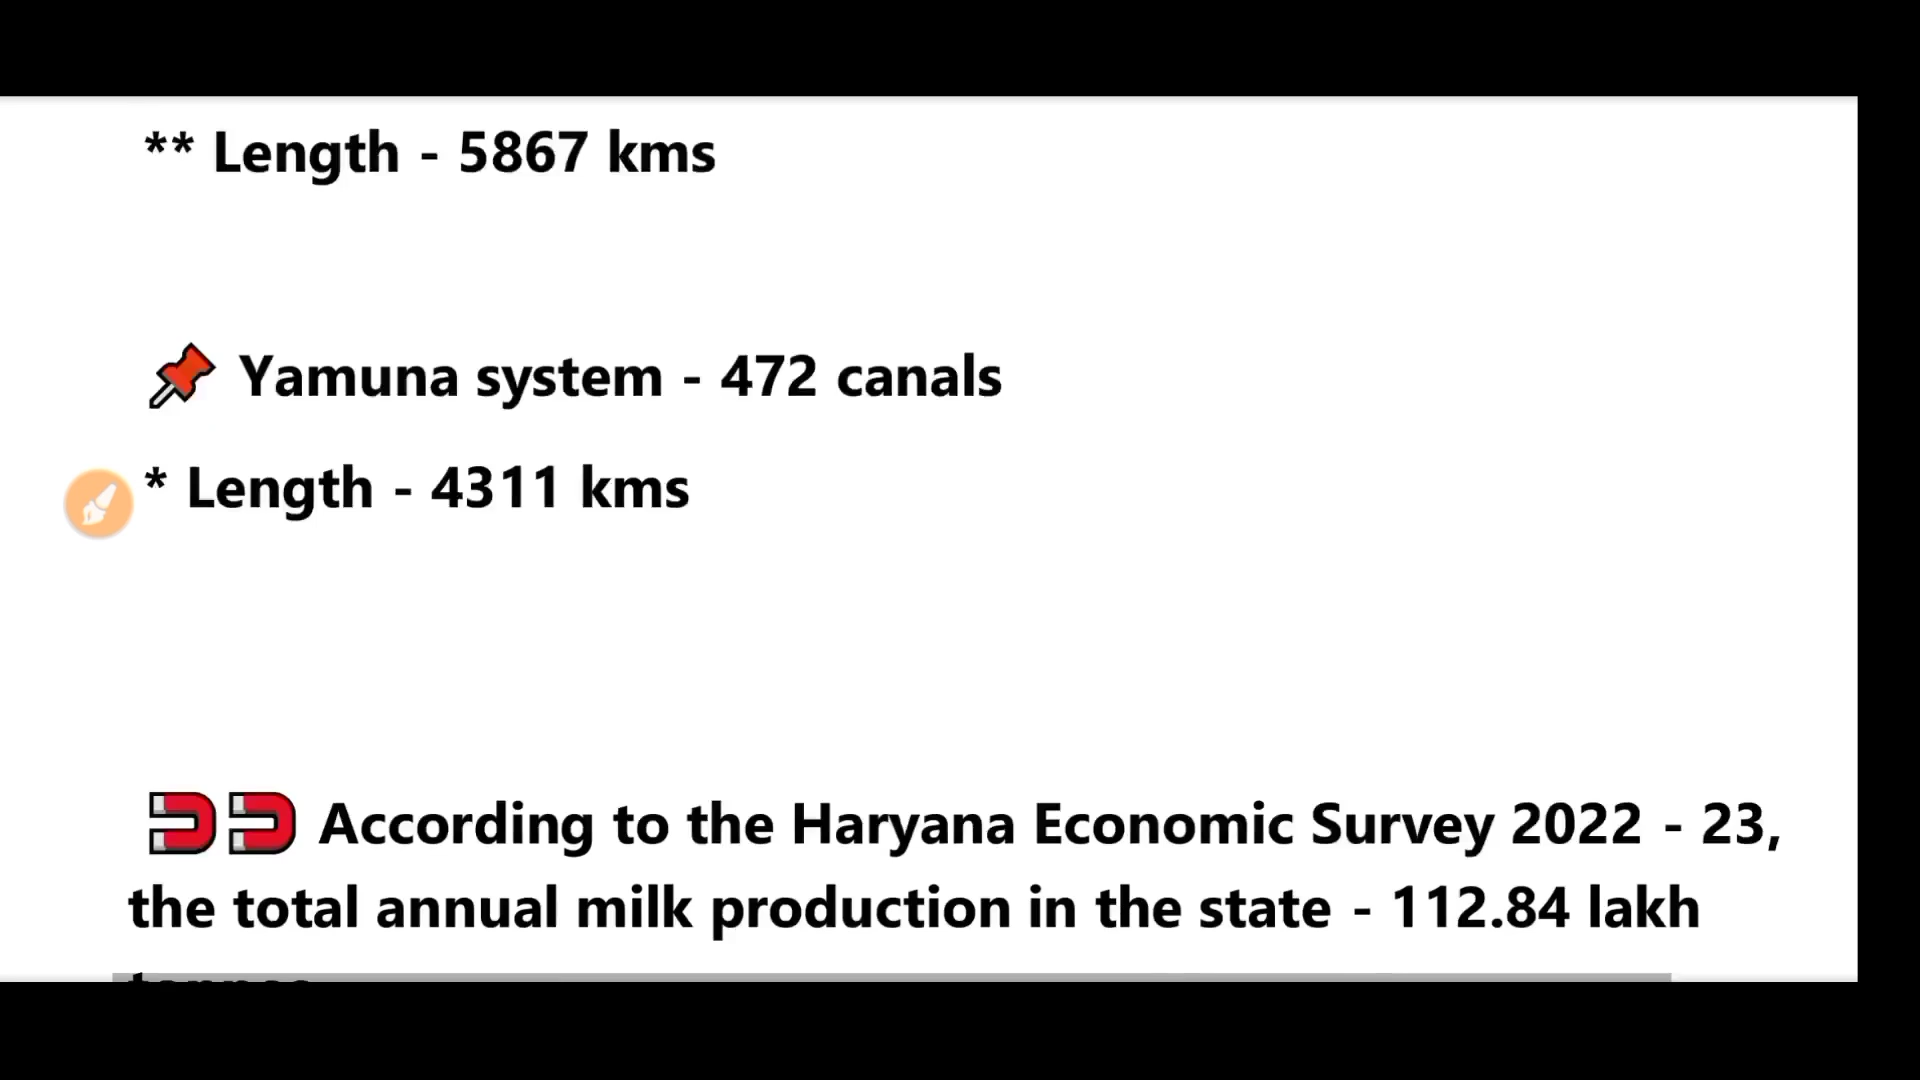 ** Length - 5867 kms
📌 Yamuna system - 472 canals
* Length - 4311 kms
🧲🧲 According to the Haryana Economic Survey 2022 - 23,
the total annual milk production in the state - 112.84 lakh